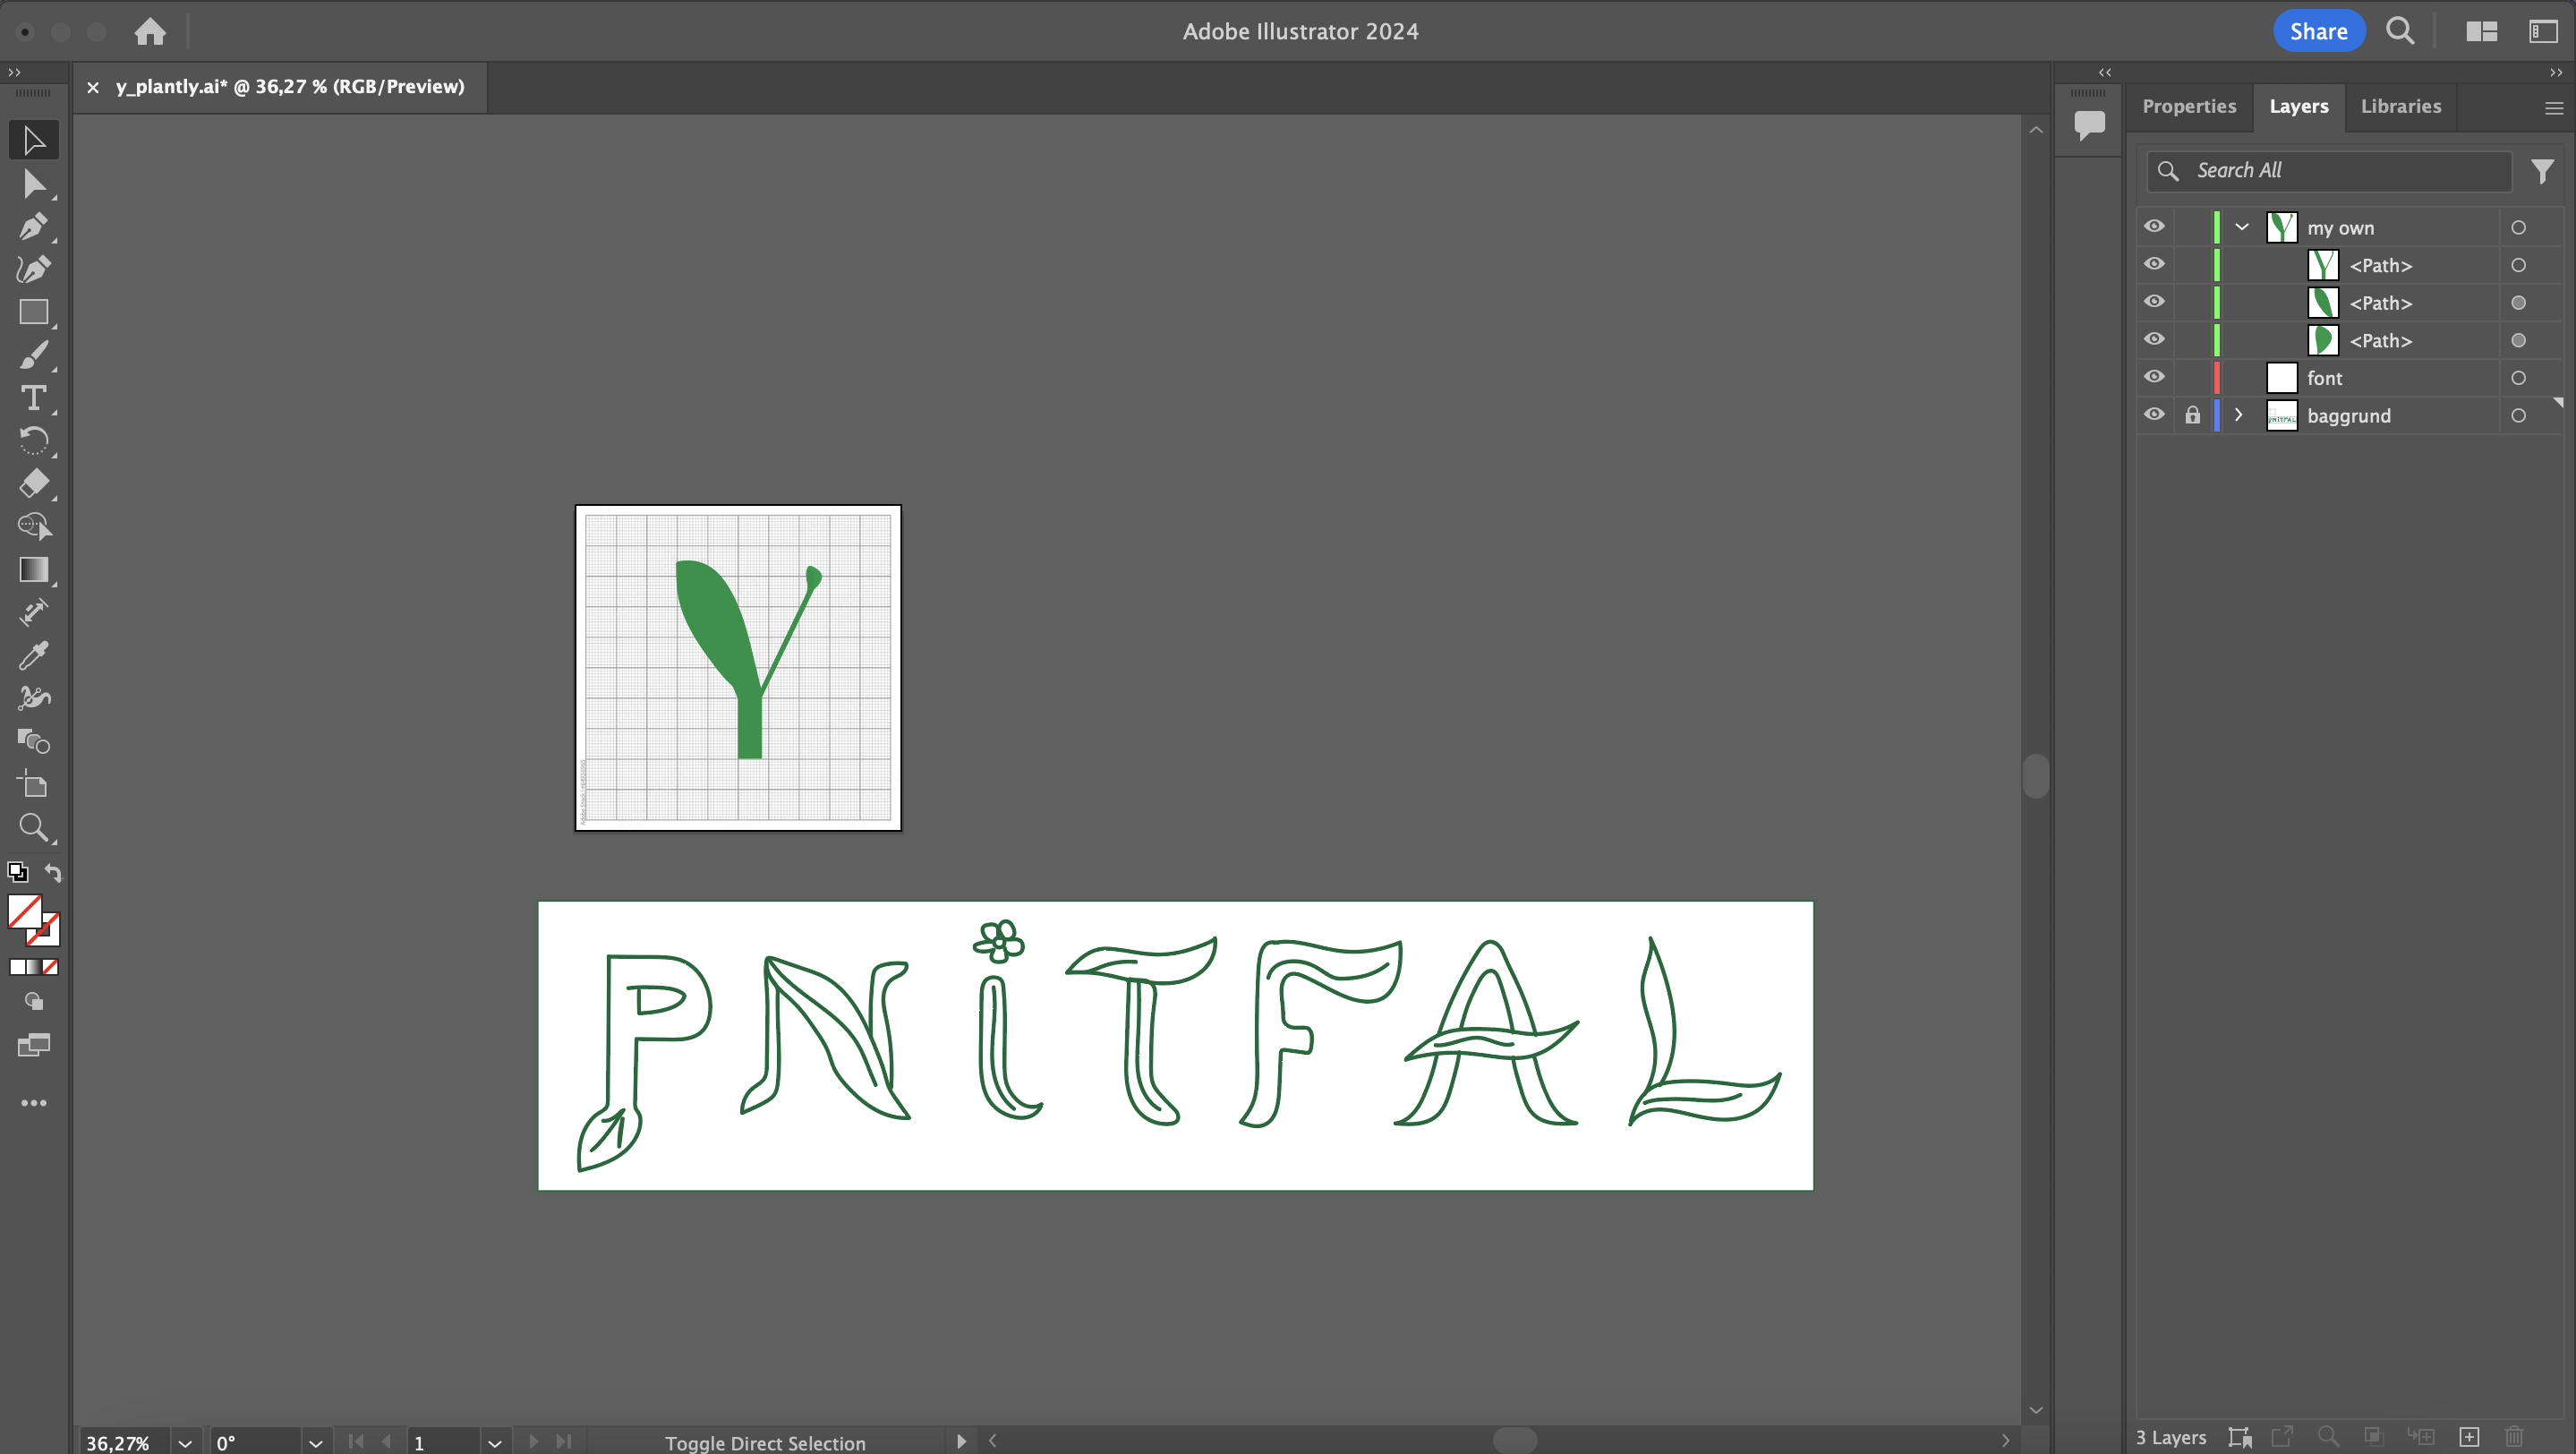 Adobe Illustrator 2024
Share
y_plantly.ai* @ 36,27 % (RGB/Preview)
Properties
Layers
Libraries
Search All
my own
<Path>
<Path>
<Path>
font
baggrund
PNiTFAL
36,27%
0°
1
Toggle Direct Selection
3 Layers